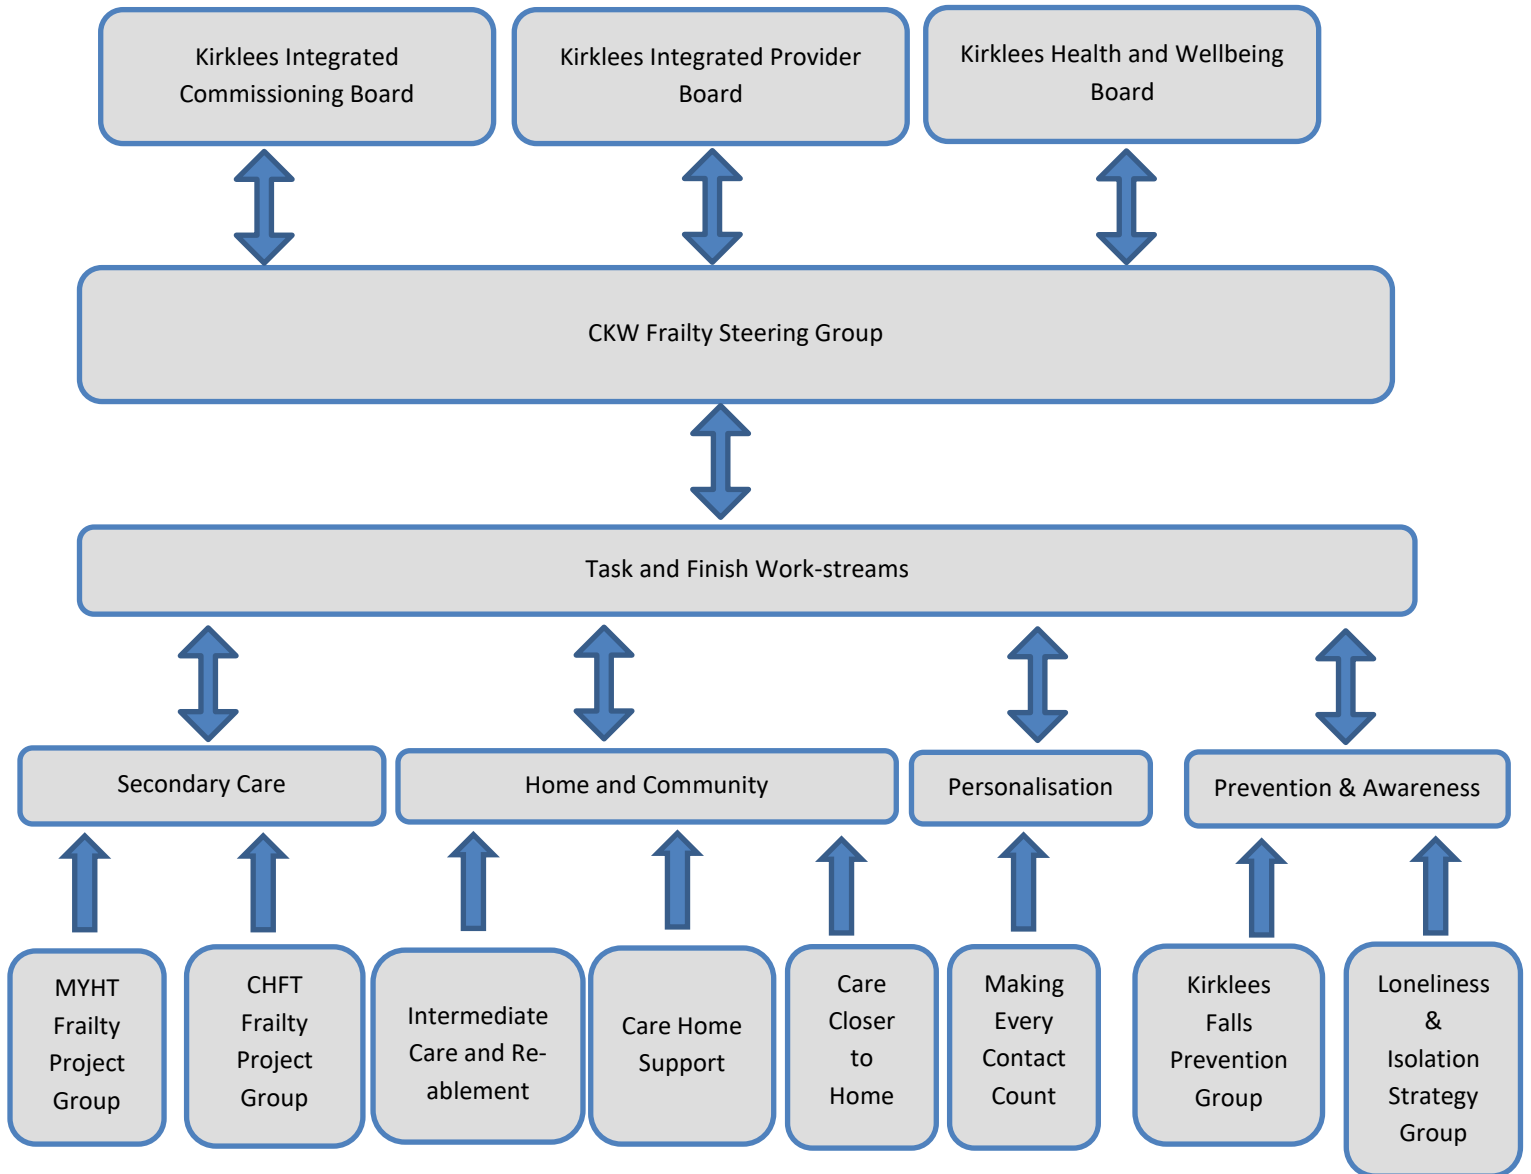 Kirklees Integrated
Commissioning Board
Kirklees Integrated Provider
Board
Kirklees Health and Wellbeing
Board
CKW Frailty Steering Group
Task and Finish Work-streams
Secondary Care
Home and Community
Personalisation
Prevention & Awareness
MYHT
Frailty
Project
Group
CHFT
Frailty
Project
Group
Intermediate
Care and Re-
ablement
Care Home
Support
Care
Closer
to
Home
Making
Every
Contact
Count
Kirklees
Falls
Prevention
Group
Loneliness
&
Isolation
Strategy
Group